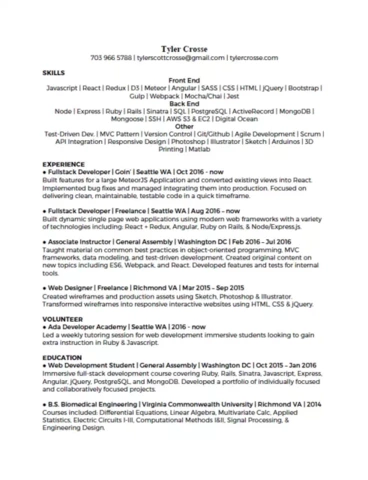 Tyler Crosse
703 966 5788 | tylerscottcrosse@gmail.com | tylercrosse.com
SKILLS
Front End
Javascript | React | Redux | D3 | Meteor | Angular | SASS | CSS | HTML | jQuery | Bootstrap |
Gulp | Webpack | Mocha/Chai | Jest
Back End
Node | Express | Ruby | Rails | Sinatra | SQL | PostgreSQL | ActiveRecord | MongoDB |
Mongoose | SSH | AWS S3 & EC2 | Digital Ocean
Other
Test-Driven Dev. | MVC Pattern | Version Control | Git/Github | Agile Development | Scrum |
API Integration | Responsive Design | Photoshop | Illustrator | Sketch | Arduinos | 3D
Printing | Matlab
EXPERIENCE
● Fullstack Developer | Goin' | Seattle WA | Oct 2016 - now
Built features for a large MeteorJS Application and converted existing views into React.
Implemented bug fixes and managed integrating them into production. Focused on
delivering clean, maintainable, testable code in a quick timeframe.
● Fullstack Developer | Freelance | Seattle WA | Aug 2016 – now
Built dynamic single page web applications using modern web frameworks with a variety
of technologies including: React + Redux, Angular, Ruby on Rails, & Node/Express.js.
● Associate Instructor | General Assembly | Washington DC | Feb 2016 – Jul 2016
Taught material on common best practices in object-oriented programming, MVC
frameworks, data modeling, and test-driven development. Created original content on
new topics including ES6, Webpack, and React. Developed features and tests for internal
tools.
● Web Designer | Freelance | Richmond VA | Mar 2015 – Sep 2015
Created wireframes and production assets using Sketch, Photoshop & Illustrator.
Transformed wireframes into responsive interactive websites using HTML, CSS & jQuery.
VOLUNTEER
● Ada Developer Academy | Seattle WA | 2016 - now
Led a weekly tutoring session for web development immersive students looking to gain
extra instruction in Ruby & Javascript.
EDUCATION
● Web Development Student | General Assembly | Washington DC | Oct 2015 – Jan 2016
Immersive full-stack development course covering Ruby, Rails, Sinatra, Javascript, Express,
Angular, jQuery, PostgreSQL, and MongoDB. Developed a portfolio of individually focused
and collaboratively focused projects.
● B.S. Biomedical Engineering | Virginia Commonwealth University | Richmond VA | 2014
Courses included: Differential Equations, Linear Algebra, Multivariate Calc, Applied
Statistics, Electric Circuits I-III, Computational Methods I&II, Signal Processing, &
Engineering Design.